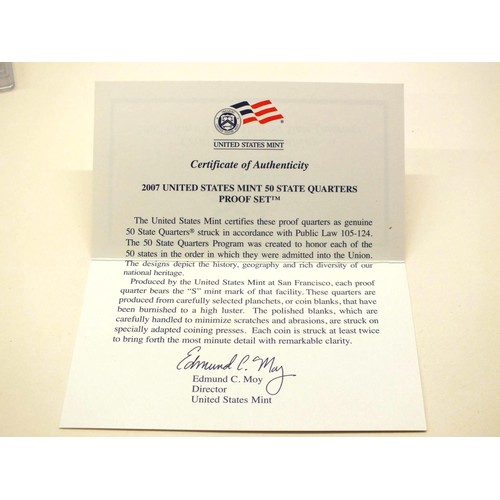 UNITED STATES MINT
Certificate of Authenticity
2007 UNITED STATES MINT 50 STATE QUARTERS
PROOF SET™
The United States Mint certifies these proof quarters as genuine
50 State Quarters® struck in accordance with Public Law 105-124.
The 50 State Quarters Program was created to honor each of the
50 states in the order in which they were admitted into the Union.
The designs depict the history, geography and rich diversity of our
national heritage.
Produced by the United States Mint at San Francisco, each proof
quarter bears the “S” mint mark of that facility. These quarters are
produced from carefully selected planchets, or coin blanks, that have
been burnished to a high luster. The polished blanks, which are
carefully handled to minimize scratches and abrasions, are struck on
specially adapted coining presses. Each coin is struck at least twice
to bring forth the most minute detail with remarkable clarity.
Edmund C. Moy
Edmund C. Moy
Director
United States Mint